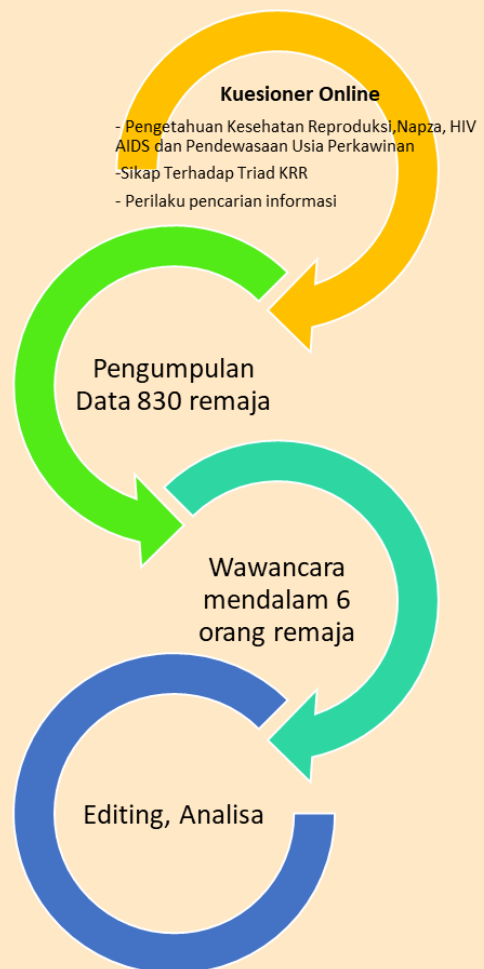 Kuesioner Online
- Pengetahuan Kesehatan Reproduksi,Napza, HIV
AIDS dan Pendewasaan Usia Perkawinan
-Sikap Terhadap Triad KRR
- Perilaku pencarian informasi
Pengumpulan
Data 830 remaja
Wawancara
mendalam 6
orang remaja
Editing, Analisa